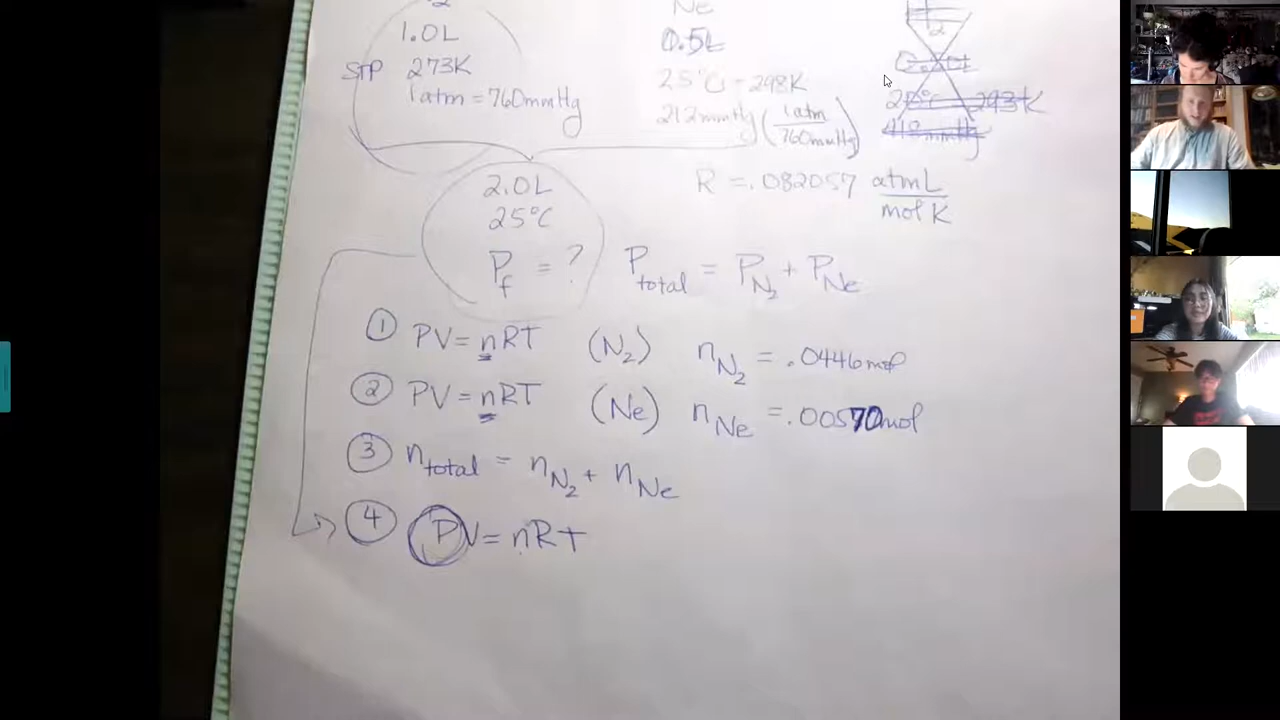 Ne
1.0L
0.5L
STP 273K
25°C - 298K
1atm = 760mmHg
212mmHg (1atm / 760mmHg)
293K
2.0L
R = .082057 atmL / mol K
25°C
Pf = ?
Ptotal = PN2 + PNe
① PV = nRT (N2) nN2 = .0446mol
② PV = nRT (Ne) nNe = .00570mol
③ ntotal = nN2 + nNe
④ PV = nRT